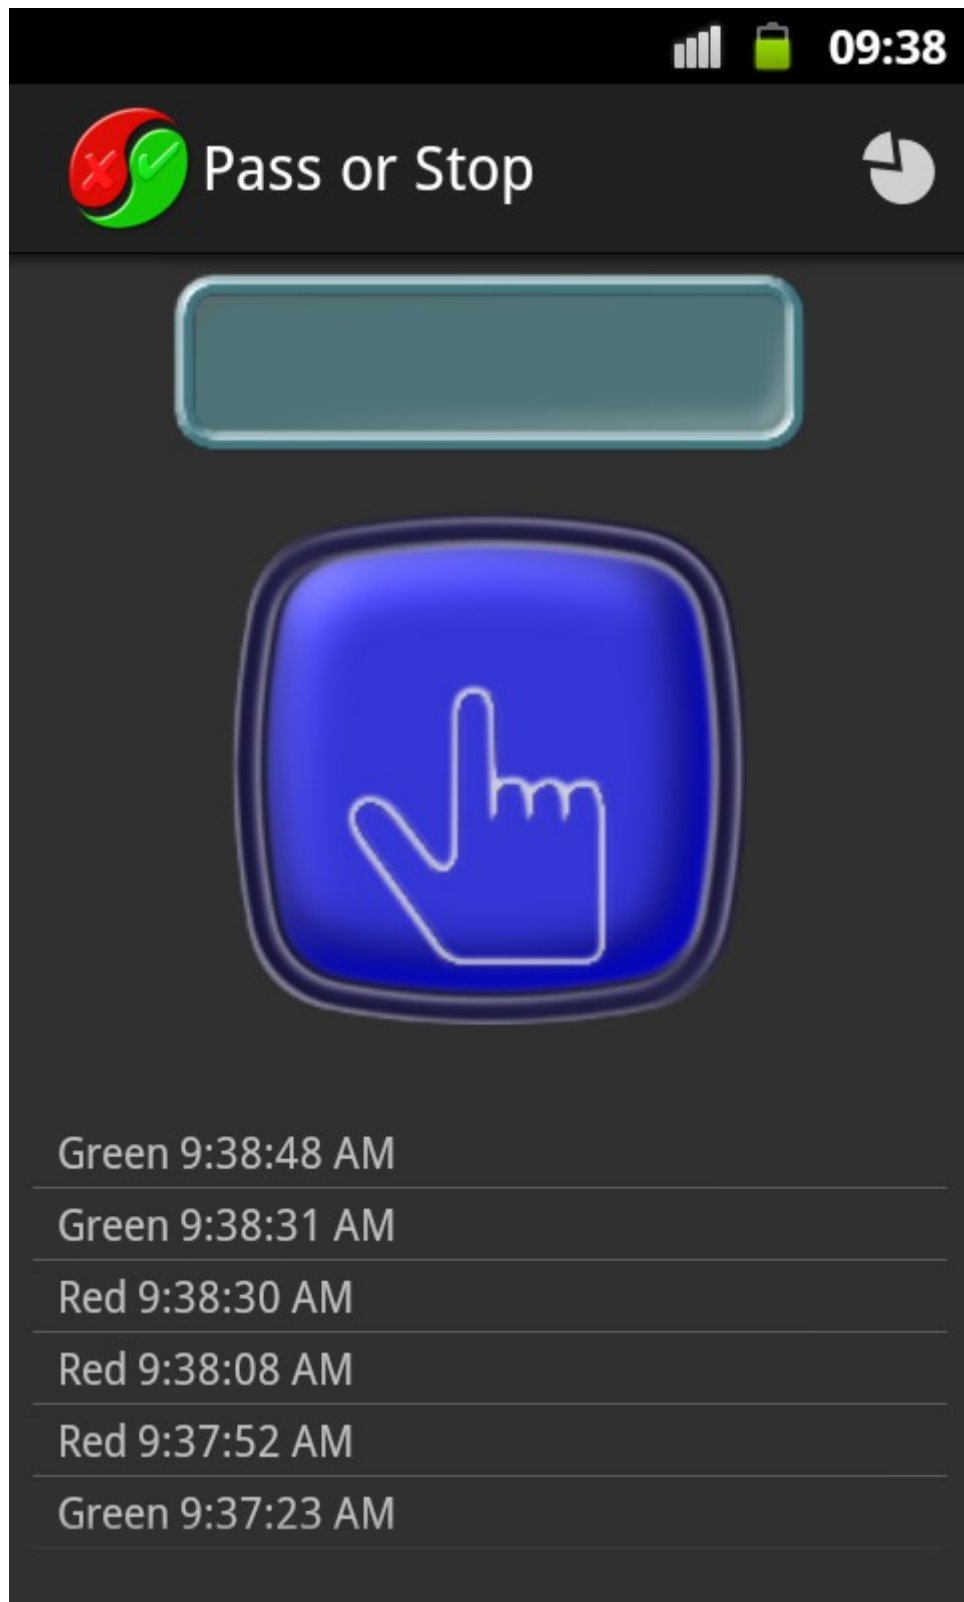 09:38
Pass or Stop
Green 9:38:48 AM
Green 9:38:31 AM
Red 9:38:30 AM
Red 9:38:08 AM
Red 9:37:52 AM
Green 9:37:23 AM